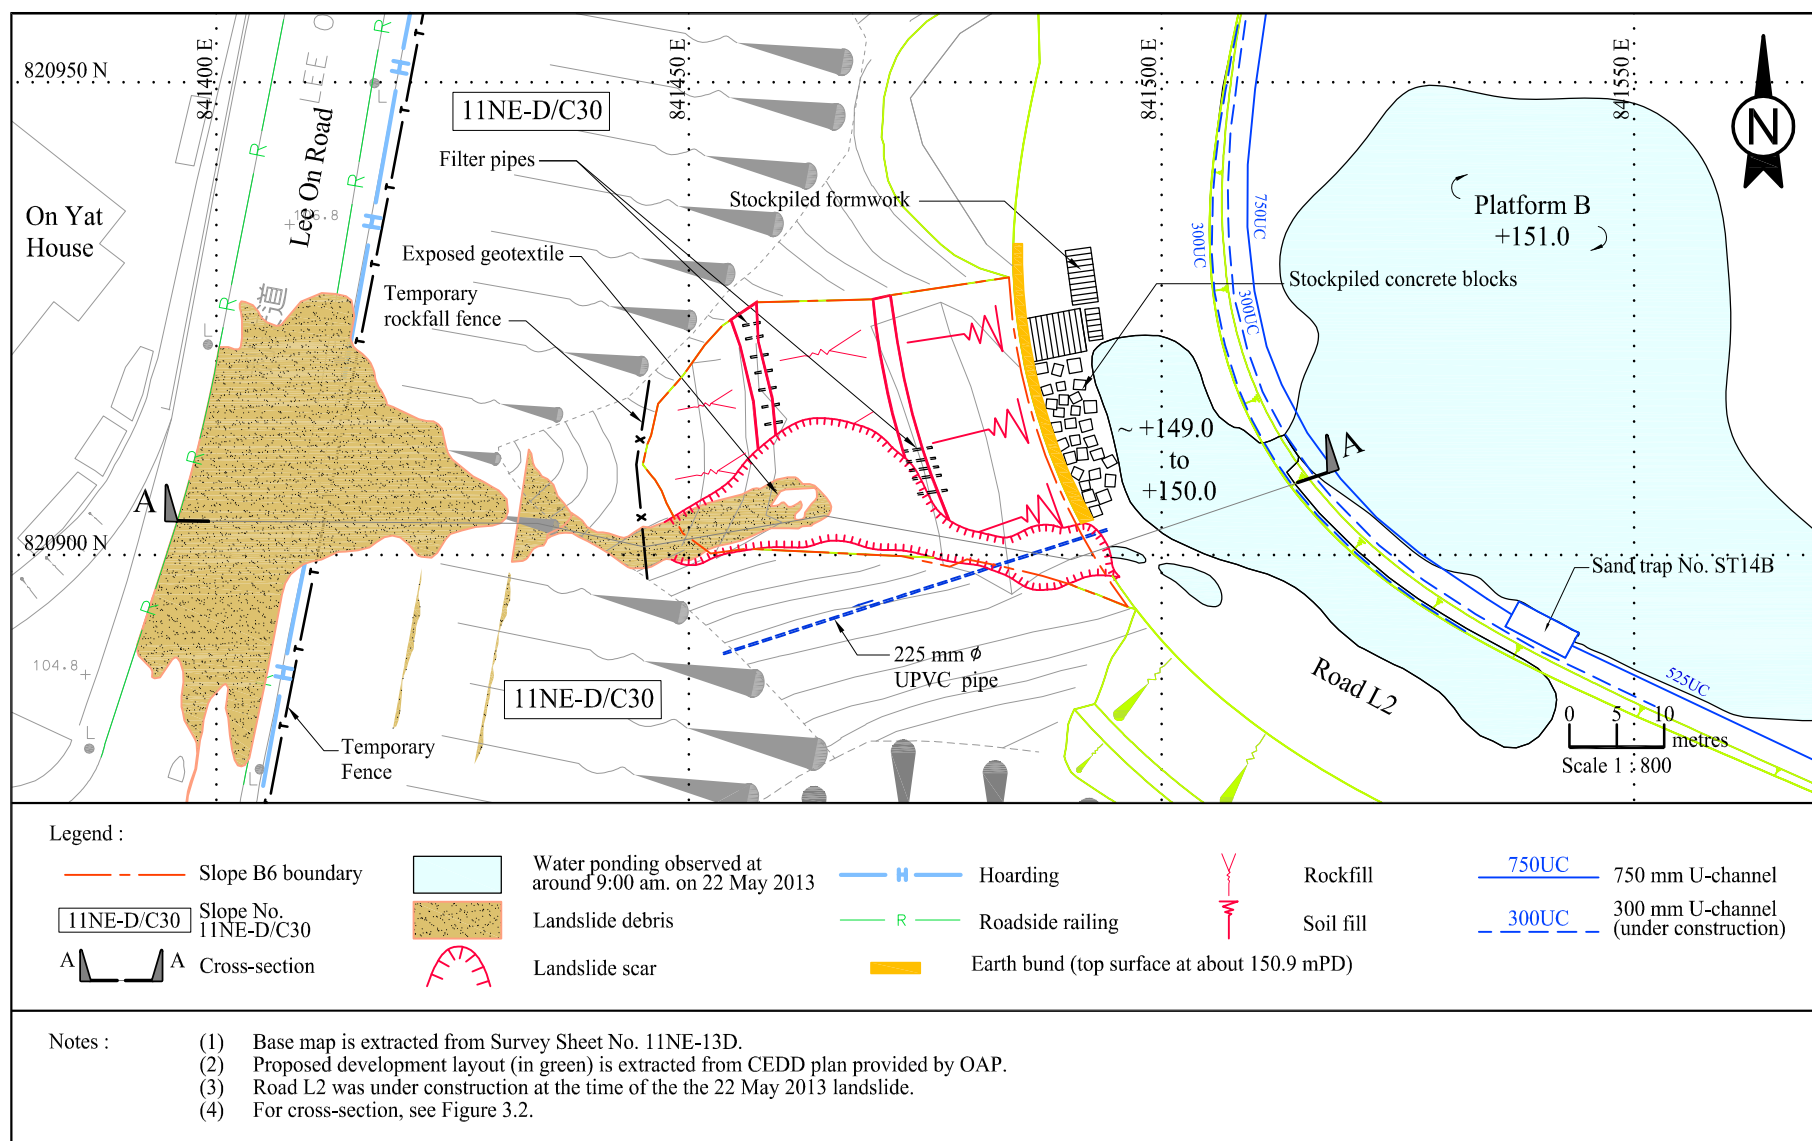 820950 N
841400 E
841450 E
841500 E
841550 E
LEE O
Lee On Road
道
R
R
R
R
R
R
R
H
H
H
T
T
T
T
T
T
T
T
T
N
11NE-D/C30
Filter pipes
Stockpiled formwork
Exposed geotextile
Temporary
rockfall fence
On Yat
House
Platform B
+151.0
Stockpiled concrete blocks
750UC
300UC
300UC
~ +149.0
to
+150.0
A
A
X
X
820900 N
Sand trap No. ST14B
225 mm ϕ
UPVC pipe
Road L2
525UC
104.8
11NE-D/C30
Temporary
Fence
0 5 10
metres
Scale 1 : 800
Legend :
Slope B6 boundary
Water ponding observed at
around 9:00 am. on 22 May 2013
H Hoarding
Rockfill
750UC 750 mm U-channel
11NE-D/C30 Slope No.
11NE-D/C30
Landslide debris
R Roadside railing
Soil fill
300UC 300 mm U-channel
(under construction)
A A Cross-section
Landslide scar
Earth bund (top surface at about 150.9 mPD)
Notes :
(1) Base map is extracted from Survey Sheet No. 11NE-13D.
(2) Proposed development layout (in green) is extracted from CEDD plan provided by OAP.
(3) Road L2 was under construction at the time of the the 22 May 2013 landslide.
(4) For cross-section, see Figure 3.2.